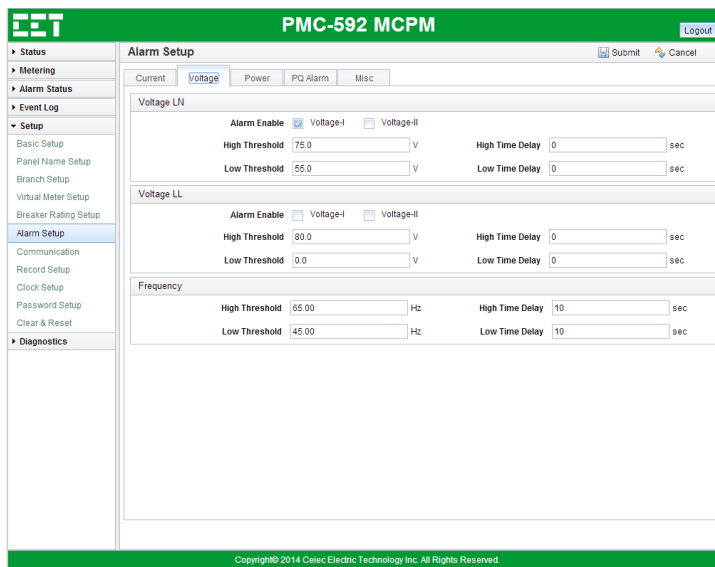 CET
PMC-592 MCPM
Logout
Status
Metering
Alarm Status
Event Log
Setup
Basic Setup
Panel Name Setup
Branch Setup
Virtual Meter Setup
Breaker Rating Setup
Alarm Setup
Communication
Record Setup
Clock Setup
Password Setup
Clear & Reset
Diagnostics
Alarm Setup Submit Cancel
Current Voltage Power PQ Alarm Misc
Voltage LN
Alarm Enable Voltage-I Voltage-II
High Threshold 75.0 V High Time Delay 0 sec
Low Threshold 55.0 V Low Time Delay 0 sec
Voltage LL
Alarm Enable Voltage-I Voltage-II
High Threshold 80.0 V High Time Delay 0 sec
Low Threshold 0.0 V Low Time Delay 0 sec
Frequency
High Threshold 65.00 Hz High Time Delay 10 sec
Low Threshold 45.00 Hz Low Time Delay 10 sec
Copyright© 2014 Ceiec Electric Technology Inc. All Rights Reserved.